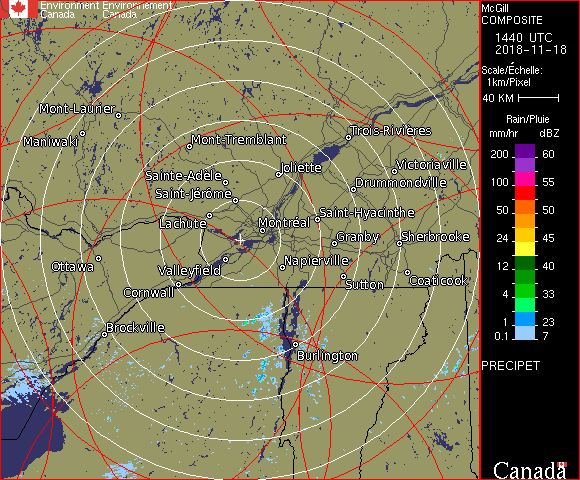 Environment Environnement
Canada Canada
McGill
COMPOSITE
1440 UTC
2018-11-18
Scale/Échelle:
1km/Pixel
40 KM
Rain/Pluie
mm/hr dBZ
200 60
100 55
50 50
24 45
12 40
4 33
1 23
0.1 7
PRECIPET
Canada
Mont-Laurier
Maniwaki
Mont-Tremblant
Trois-Rivières
Joliette
Victoriaville
Sainte-Adèle
Drummondville
Saint-Jérôme
Lachute
Montréal
Saint-Hyacinthe
Granby
Sherbrooke
Ottawa
Valleyfield
Napierville
Sutton
Coaticook
Cornwall
Brockville
Burlington